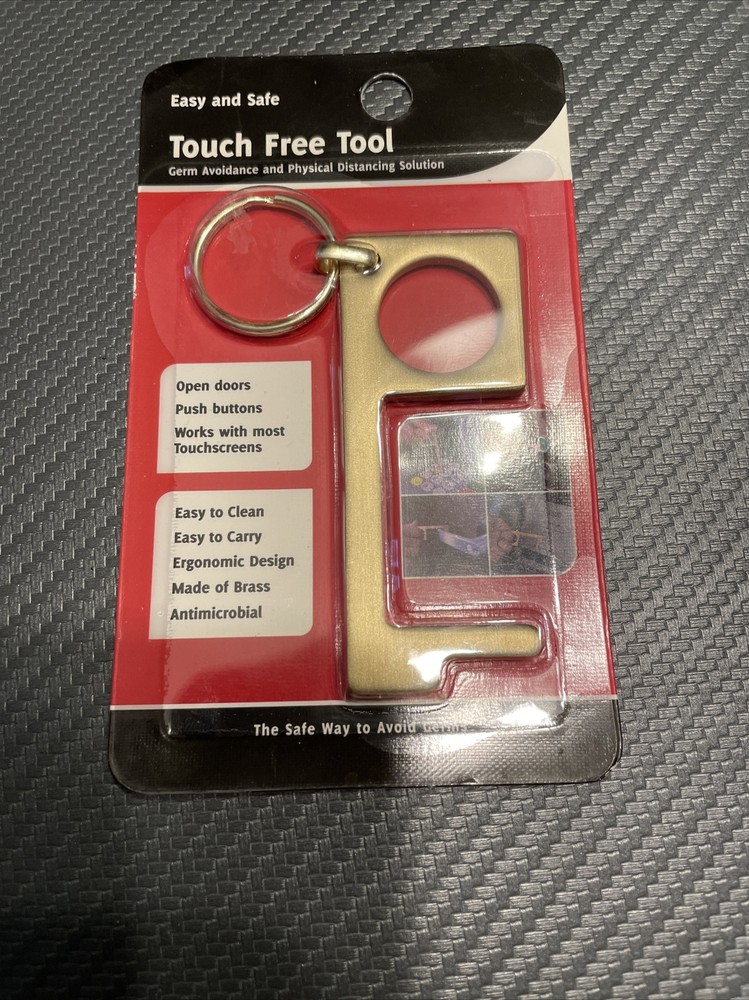 Easy and Safe
Touch Free Tool
Germ Avoidance and Physical Distancing Solution
Open doors
Push buttons
Works with most
Touchscreens
Easy to Clean
Easy to Carry
Ergonomic Design
Made of Brass
Antimicrobial
The Safe Way to Avoid Germs